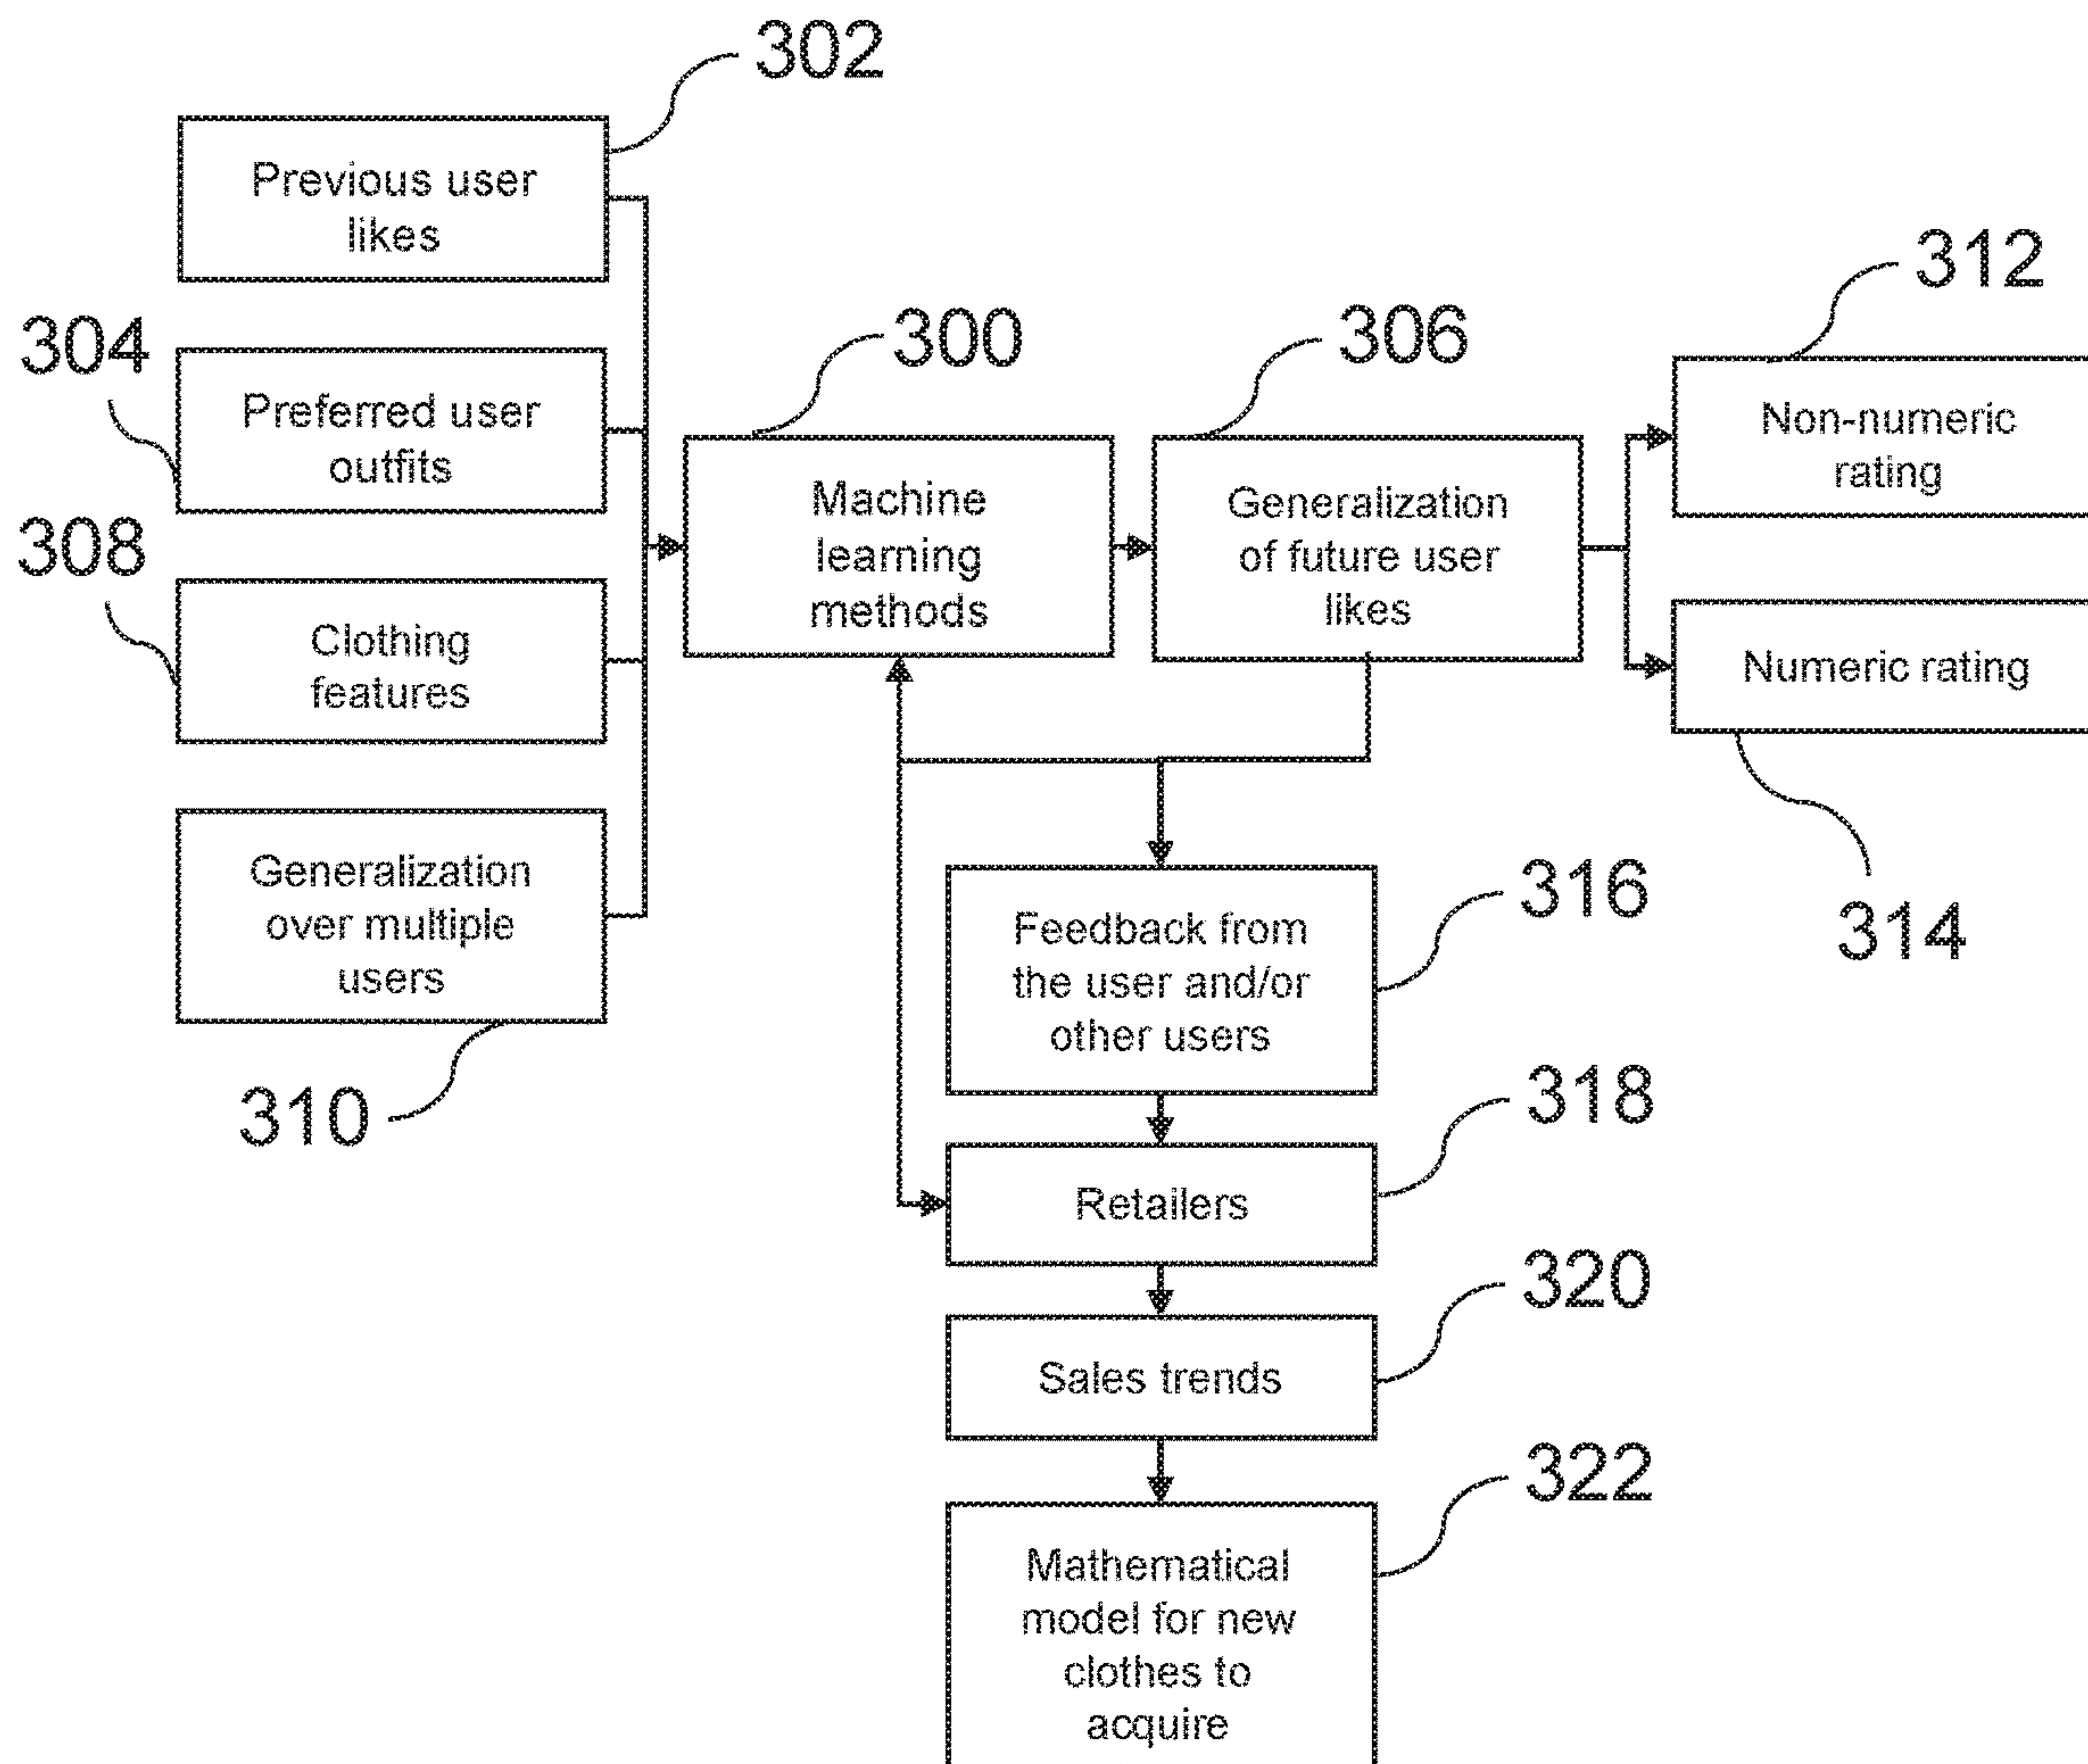 302
Previous user
likes
304
Preferred user
outfits
308
Clothing
features
Generalization
over multiple
users
310
300
Machine
learning
methods
306
Generalization
of future user
likes
312
Non-numeric
rating
Numeric rating
314
Feedback from
the user and/or
other users
316
Retailers
318
Sales trends
320
Mathematical
model for new
clothes to
acquire
322